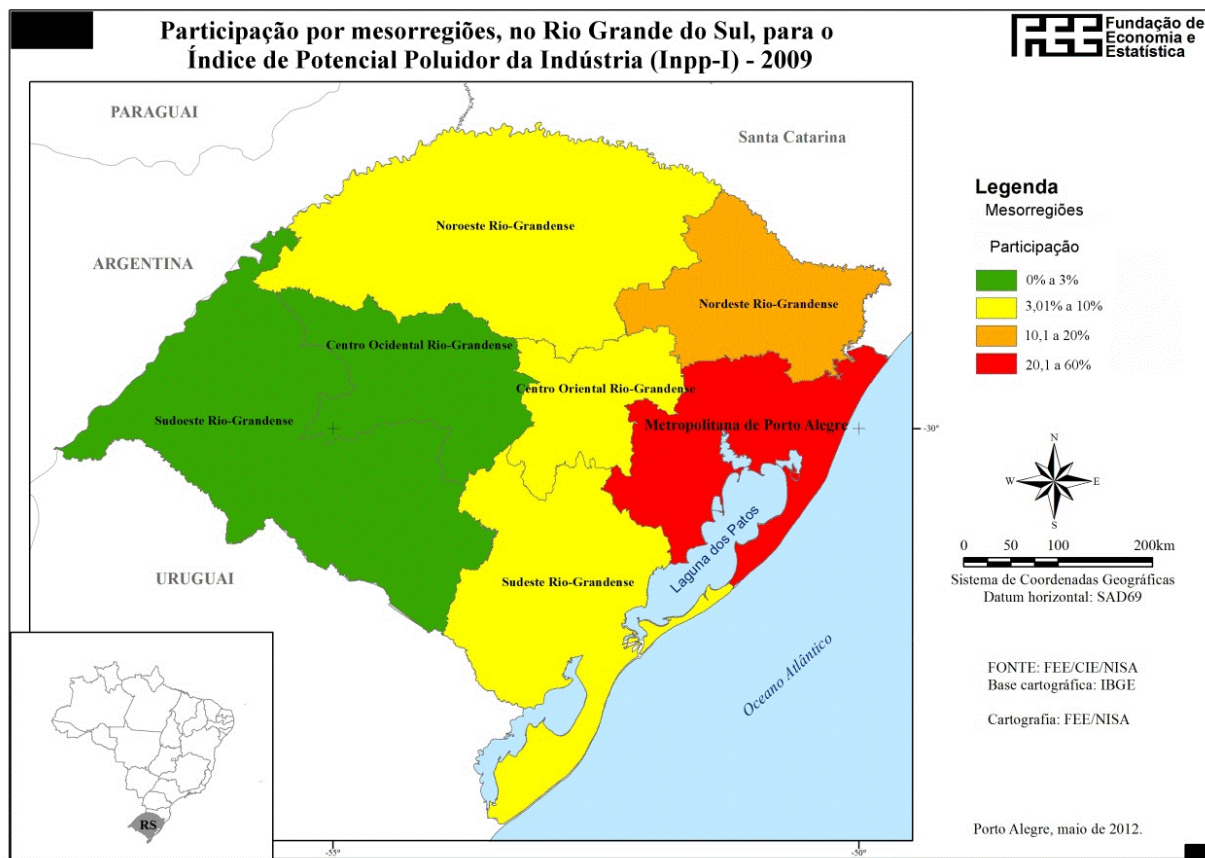 Participação por mesorregiões, no Rio Grande do Sul, para o
Índice de Potencial Poluidor da Indústria (Inpp-I) - 2009
FEE
Fundação de
Economia e
Estatística
PARAGUAI
Santa Catarina
ARGENTINA
Noroeste Rio-Grandense
Nordeste Rio-Grandense
Centro Ocidental Rio-Grandense
Centro Oriental Rio-Grandense
Sudoeste Rio-Grandense
Metropolitana de Porto Alegre
URUGUAI
Sudeste Rio-Grandense
Laguna dos Patos
Oceano Atlântico
RS
-55°
-50°
-30°
Legenda
Mesorregiões
Participação
0% a 3%
3,01% a 10%
10,1 a 20%
20,1 a 60%
N
W
E
S
0 50 100 200km
Sistema de Coordenadas Geográficas
Datum horizontal: SAD69
FONTE: FEE/CIE/NISA
Base cartográfica: IBGE
Cartografia: FEE/NISA
Porto Alegre, maio de 2012.